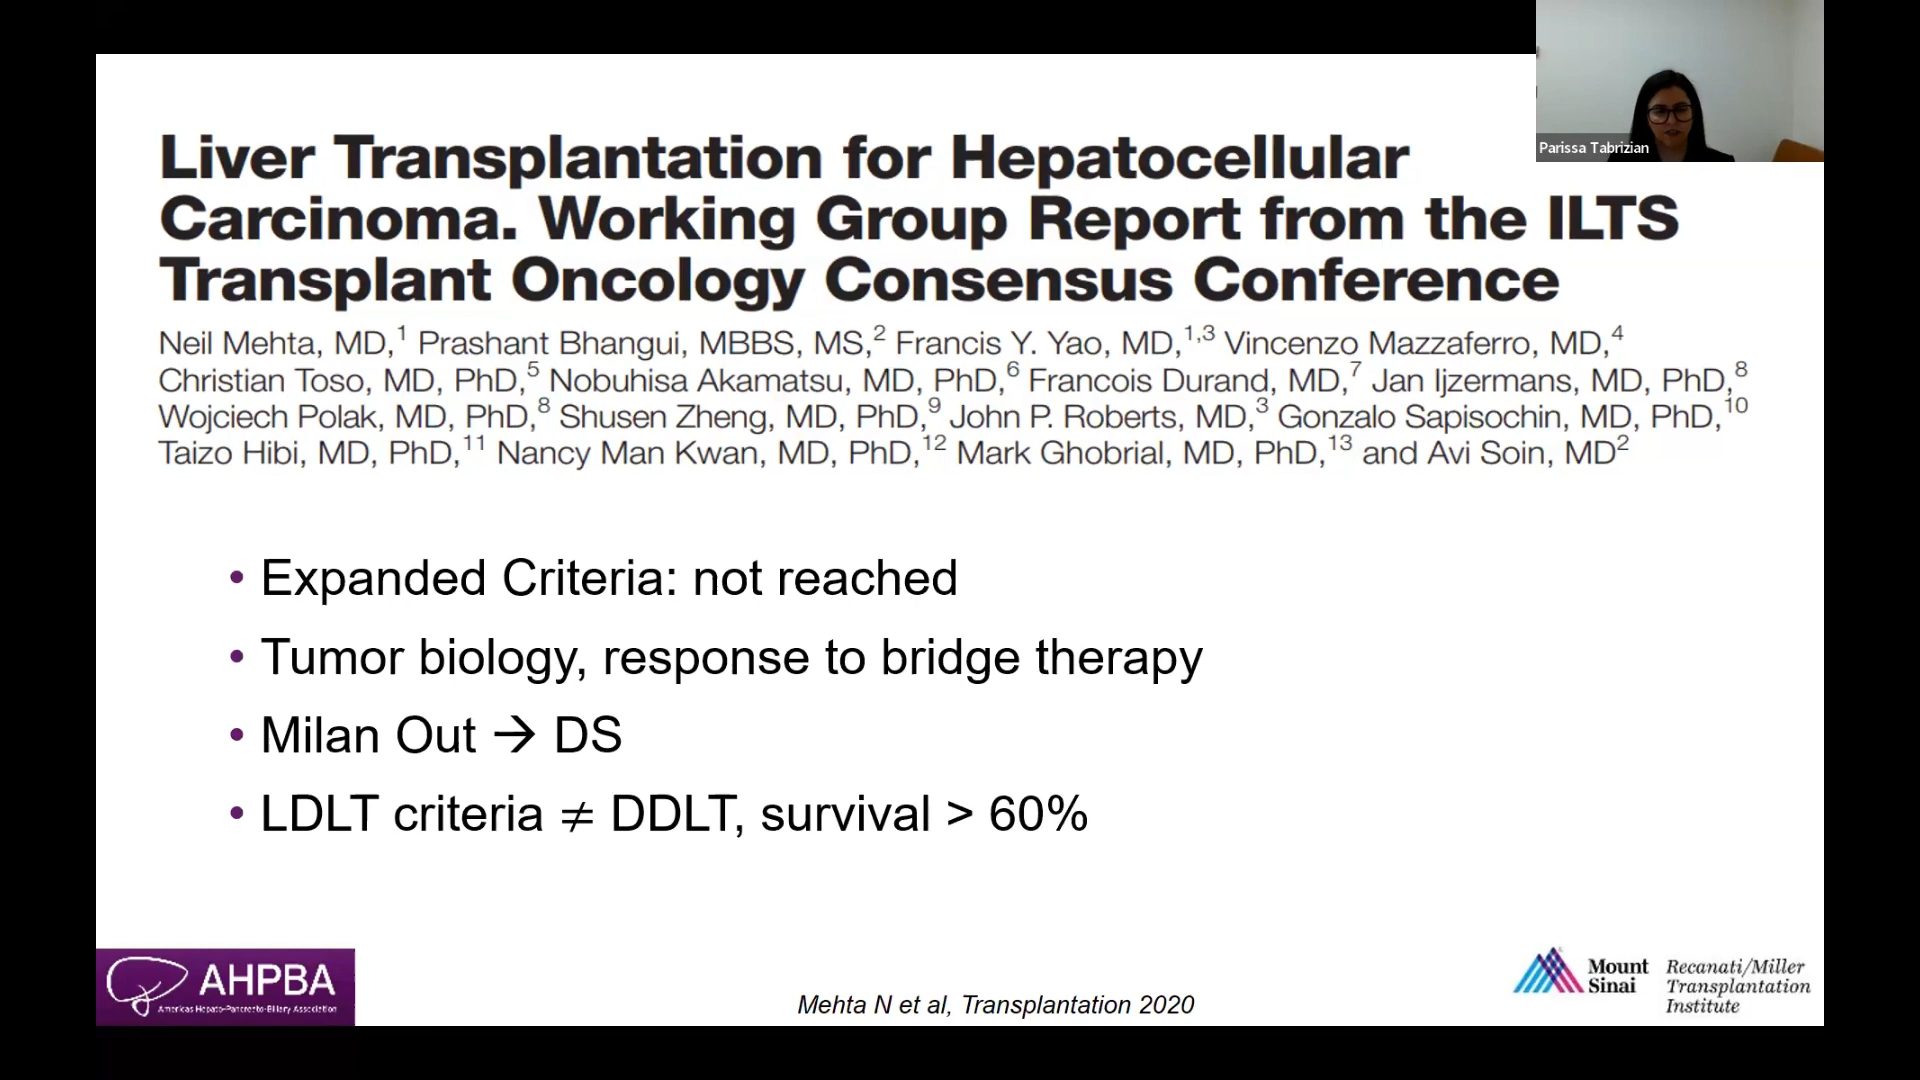 Parissa Tabrizian
Liver Transplantation for Hepatocellular
Carcinoma. Working Group Report from the ILTS
Transplant Oncology Consensus Conference
Neil Mehta, MD,1 Prashant Bhangui, MBBS, MS,2 Francis Y. Yao, MD,1,3 Vincenzo Mazzaferro, MD,4
Christian Toso, MD, PhD,5 Nobuhisa Akamatsu, MD, PhD,6 Francois Durand, MD,7 Jan Ijzermans, MD, PhD,8
Wojciech Polak, MD, PhD,8 Shusen Zheng, MD, PhD,9 John P. Roberts, MD,3 Gonzalo Sapisochin, MD, PhD,10
Taizo Hibi, MD, PhD,11 Nancy Man Kwan, MD, PhD,12 Mark Ghobrial, MD, PhD,13 and Avi Soin, MD2
• Expanded Criteria: not reached
• Tumor biology, response to bridge therapy
• Milan Out → DS
• LDLT criteria ≠ DDLT, survival > 60%
AHPBA
Americas Hepato-Pancreato-Biliary Association
Mehta N et al, Transplantation 2020
Mount
Sinai
Recanati/Miller
Transplantation
Institute